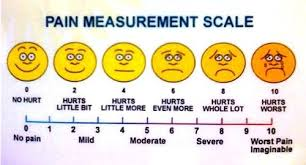 PAIN MEASUREMENT SCALE
0 2 4 6 8 10
NO HURT HURTS LITTLE BIT HURTS LITTLE MORE HURTS EVEN MORE HURTS WHOLE LOT HURTS WORST
0 1 2 3 4 5 6 7 8 9 10
No pain Mild Moderate Severe Worst Pain Imaginable